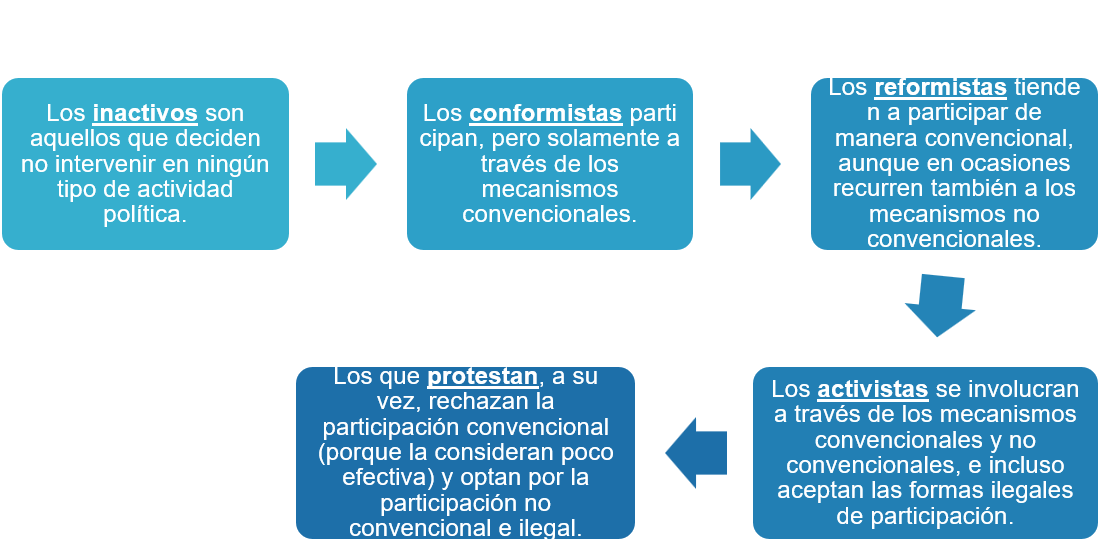 Los inactivos son
aquellos que deciden
no intervenir en ningún
tipo de actividad
política.
Los conformistas parti
cipan, pero solamente a
través de los
mecanismos
convencionales.
Los reformistas tiende
n a participar de
manera convencional,
aunque en ocasiones
recurren también a los
mecanismos no
convencionales.
Los activistas se involucran
a través de los mecanismos
convencionales y no
convencionales, e incluso
aceptan las formas ilegales
de participación.
Los que protestan, a su
vez, rechazan la
participación convencional
(porque la consideran poco
efectiva) y optan por la
participación no
convencional e ilegal.